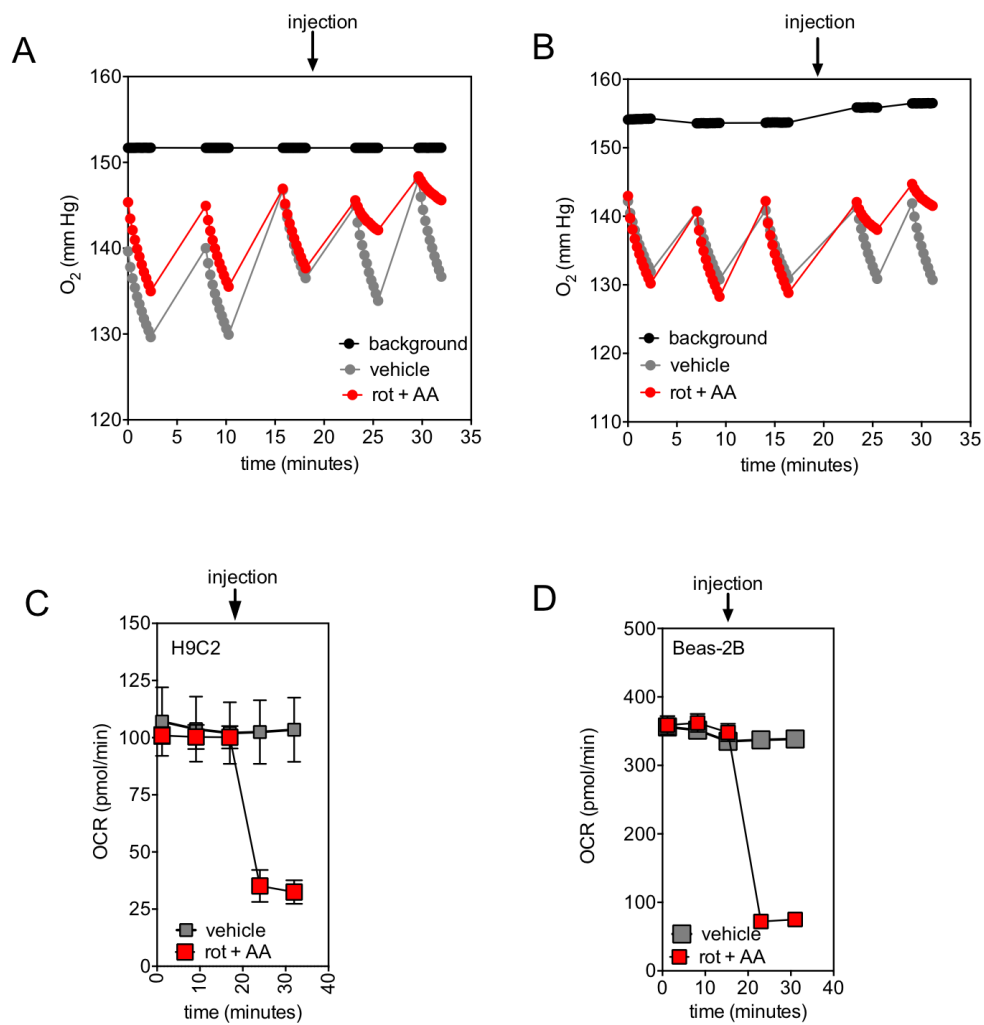 A
injection
160
150
140
130
120
O2 (mm Hg)
background
vehicle
rot + AA
0 5 10 15 20 25 30 35
time (minutes)
B
injection
160
150
140
130
120
110
O2 (mm Hg)
background
vehicle
rot + AA
0 5 10 15 20 25 30 35
time (minutes)
C
injection
150
125
100
75
50
25
0
OCR (pmol/min)
H9C2
vehicle
rot + AA
0 10 20 30 40
time (minutes)
D
injection
500
400
300
200
100
0
OCR (pmol/min)
Beas-2B
vehicle
rot + AA
0 10 20 30 40
time (minutes)